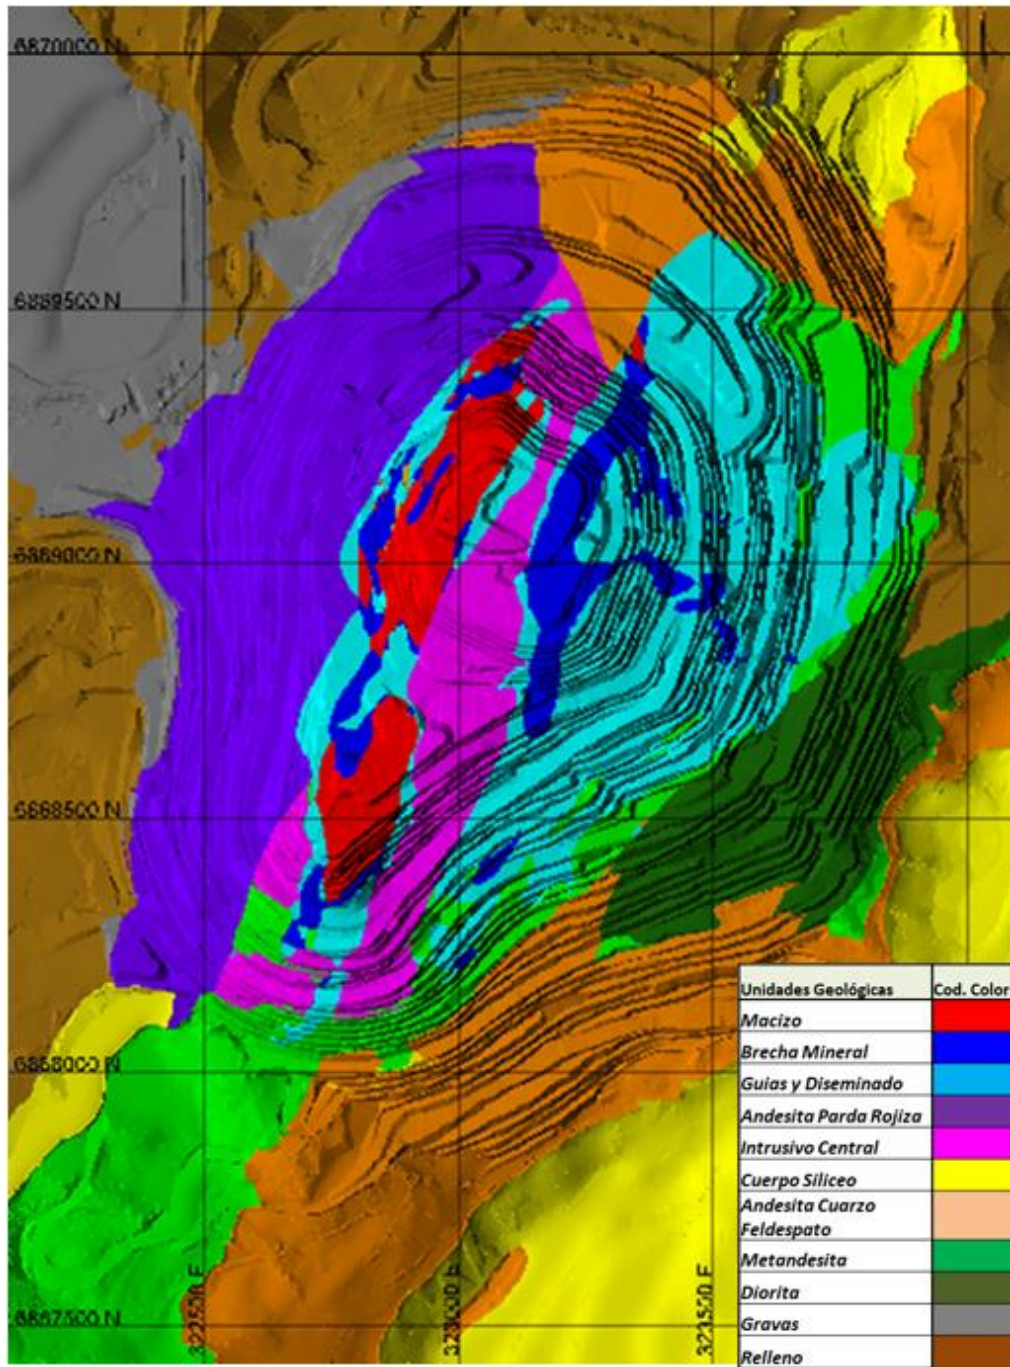 6870000 N
6869500 N
6869000 N
6868500 N
6868000 N
6867500 N
322500 E
323000 E
323500 E
Unidades Geológicas Cod. Color
Macizo
Brecha Mineral
Guias y Diseminado
Andesita Parda Rojiza
Intrusivo Central
Cuerpo Siliceo
Andesita Cuarzo
Feldespato
Metandesita
Diorita
Gravas
Relleno